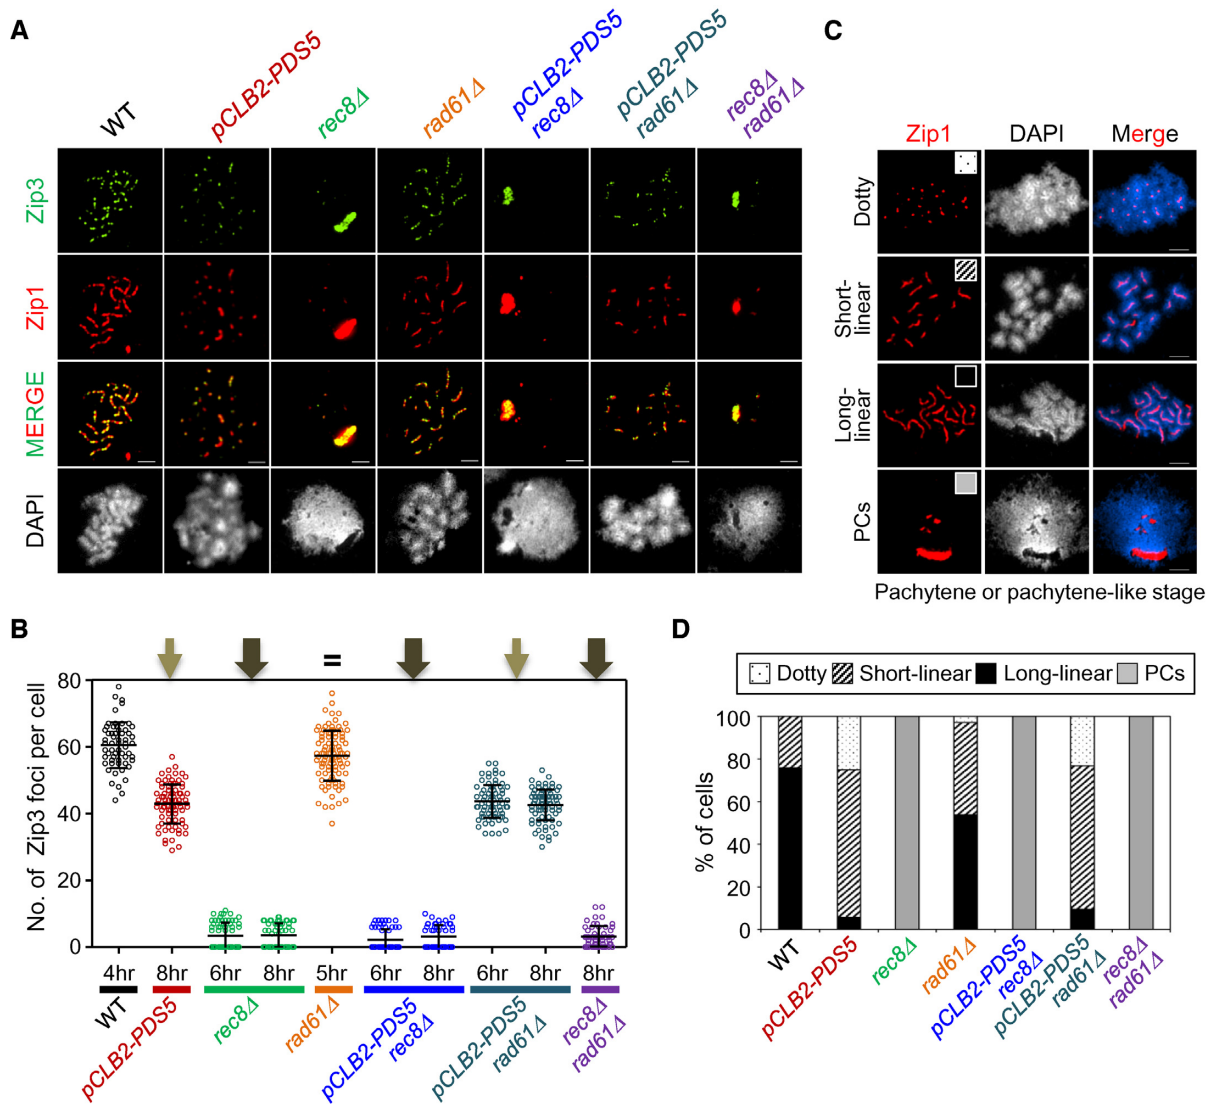 A
WT
pCLB2-PDS5
rec8Δ
rad61Δ
pCLB2-PDS5
rec8Δ
pCLB2-PDS5
rad61Δ
rec8Δ
rad61Δ
Zip3
Zip1
MERGE
DAPI
C
Zip1 DAPI Merge
Dotty
Short-
linear
Long-
linear
PCs
Pachytene or pachytene-like stage
B
=
No. of Zip3 foci per cell
80
60
40
20
0
4hr 8hr 6hr 8hr 5hr 6hr 8hr 6hr 8hr 8hr
WT
pCLB2-PDS5
rec8Δ
rad61Δ
pCLB2-PDS5
rec8Δ
pCLB2-PDS5
rad61Δ
rec8Δ
rad61Δ
D
Dotty Short-linear Long-linear PCs
% of cells
100
80
60
40
20
0
WT
pCLB2-PDS5
rec8Δ
rad61Δ
pCLB2-PDS5
rec8Δ
pCLB2-PDS5
rad61Δ
rec8Δ
rad61Δ